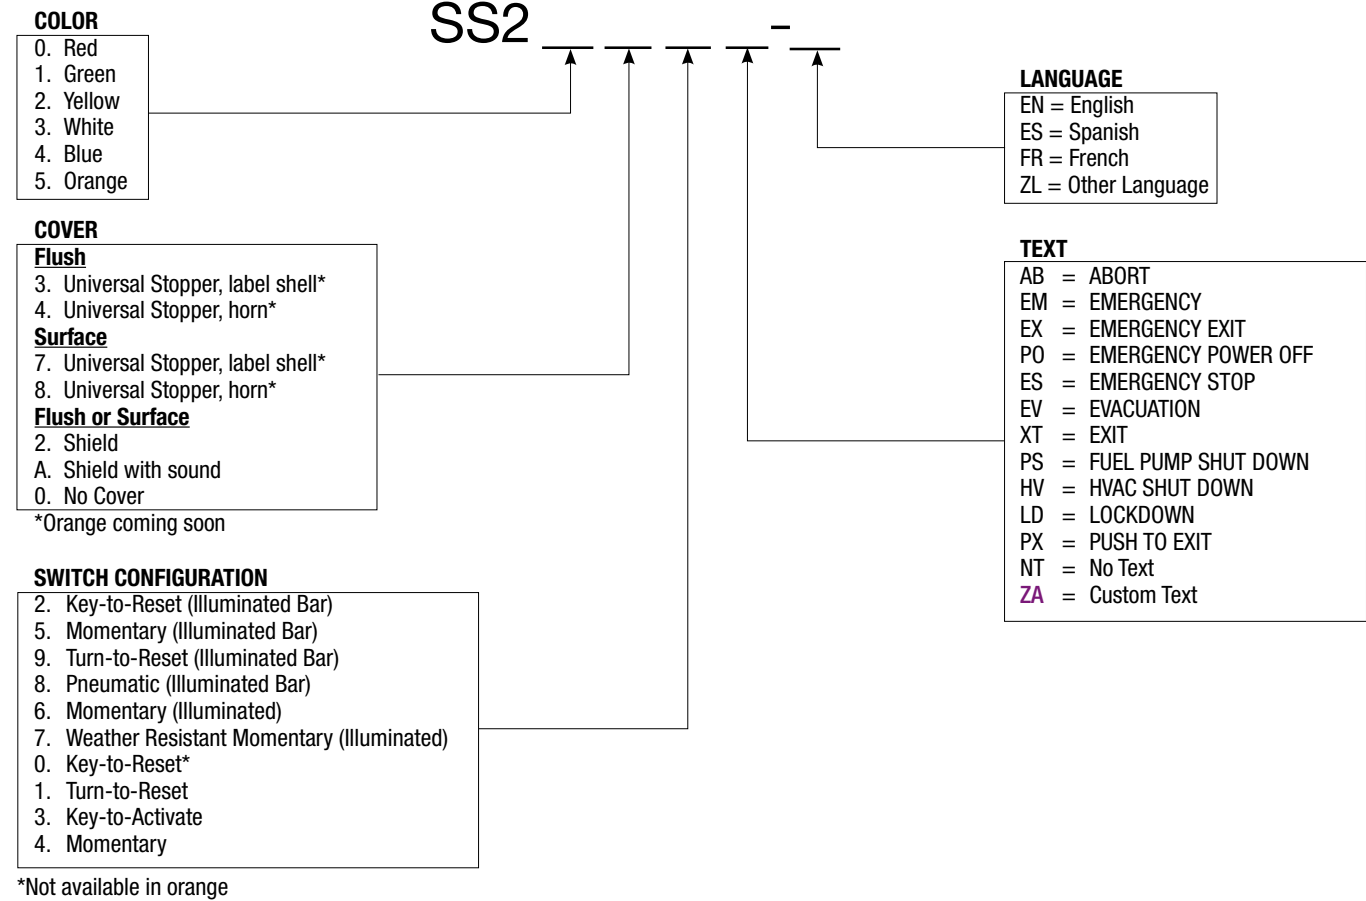 SS2 __ __ __ __ - __
COLOR
0. Red
1. Green
2. Yellow
3. White
4. Blue
5. Orange
COVER
Flush
3. Universal Stopper, label shell*
4. Universal Stopper, horn*
Surface
7. Universal Stopper, label shell*
8. Universal Stopper, horn*
Flush or Surface
2. Shield
A. Shield with sound
0. No Cover
*Orange coming soon
SWITCH CONFIGURATION
2. Key-to-Reset (Illuminated Bar)
5. Momentary (Illuminated Bar)
9. Turn-to-Reset (Illuminated Bar)
8. Pneumatic (Illuminated Bar)
6. Momentary (Illuminated)
7. Weather Resistant Momentary (Illuminated)
0. Key-to-Reset*
1. Turn-to-Reset
3. Key-to-Activate
4. Momentary
*Not available in orange
LANGUAGE
EN = English
ES = Spanish
FR = French
ZL = Other Language
TEXT
AB = ABORT
EM = EMERGENCY
EX = EMERGENCY EXIT
PO = EMERGENCY POWER OFF
ES = EMERGENCY STOP
EV = EVACUATION
XT = EXIT
PS = FUEL PUMP SHUT DOWN
HV = HVAC SHUT DOWN
LD = LOCKDOWN
PX = PUSH TO EXIT
NT = No Text
ZA = Custom Text